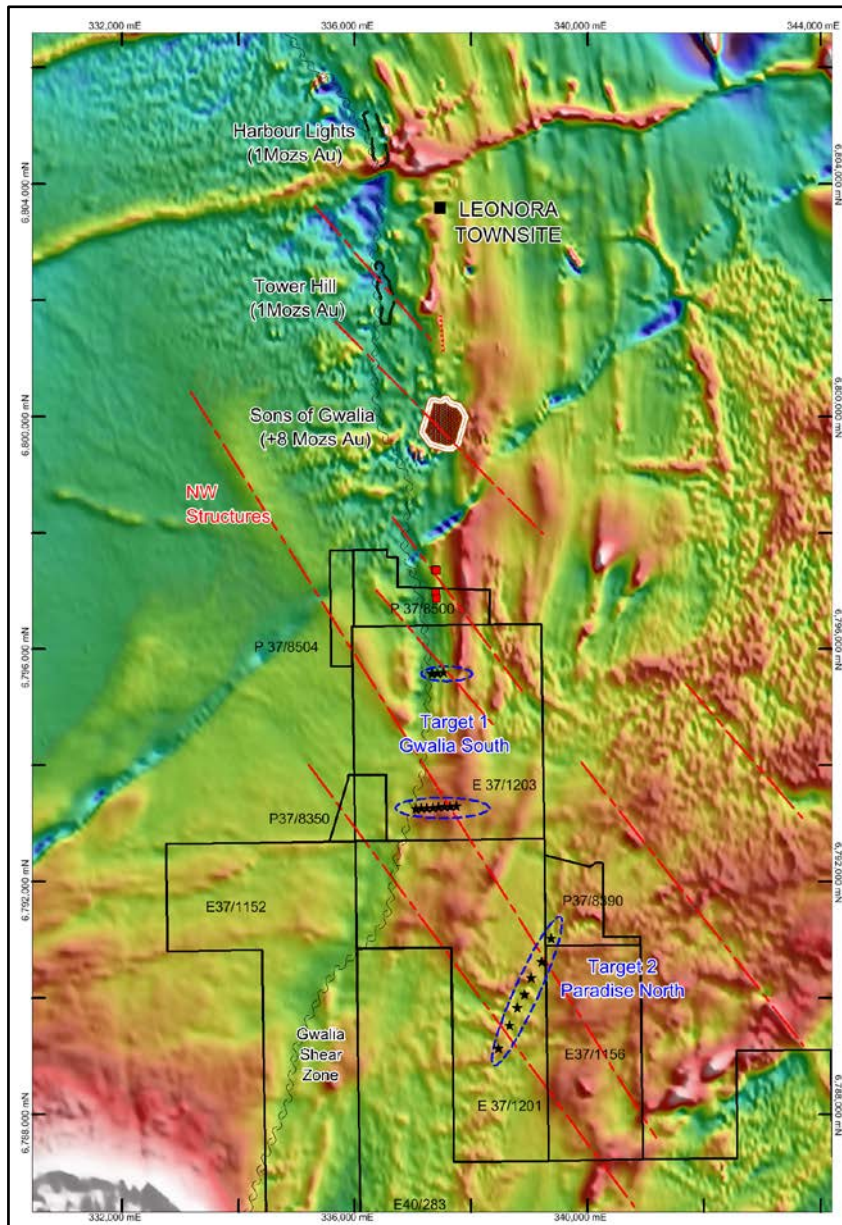 332,000 mE
336,000 mE
340,000 mE
344,000 mE
Harbour Lights
(1Mozs Au)
6,804,000 mN
6,804,000 mN
LEONORA
TOWNSITE
Tower Hill
(1Mozs Au)
Sons of Gwalia
(+8 Mozs Au)
6,800,000 mN
6,800,000 mN
NW
Structures
P 37/8500
P 37/8504
6,796,000 mN
6,796,000 mN
Target 1
Gwalia South
E 37/1203
P37/8350
6,792,000 mN
6,792,000 mN
E37/1152
P37/8390
Target 2
Paradise North
Gwalia
Shear
Zone
E37/1156
E 37/1201
6,788,000 mN
6,788,000 mN
E40/283
332,000 mE
336,000 mE
340,000 mE